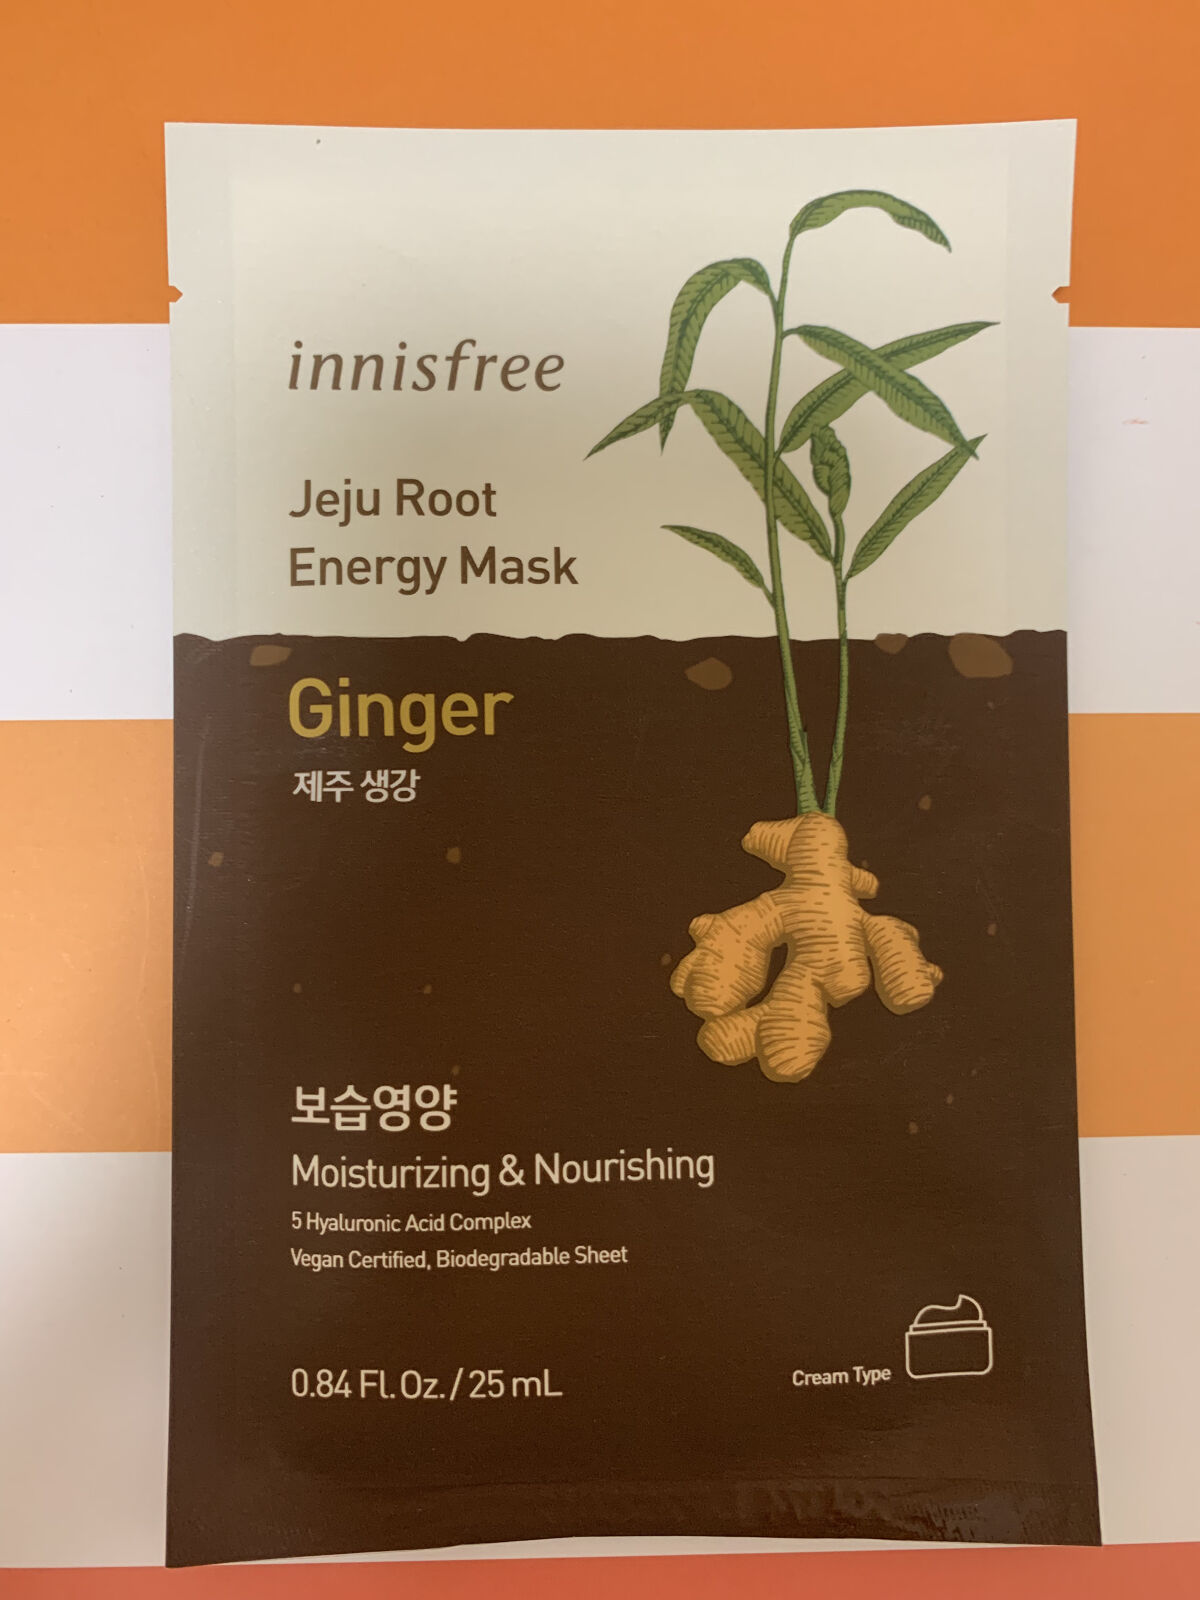 innisfree
Jeju Root
Energy Mask
Ginger
제주 생강
보습영양
Moisturizing & Nourishing
5 Hyaluronic Acid Complex
Vegan Certified, Biodegradable Sheet
0.84 Fl. Oz. / 25 mL
Cream Type